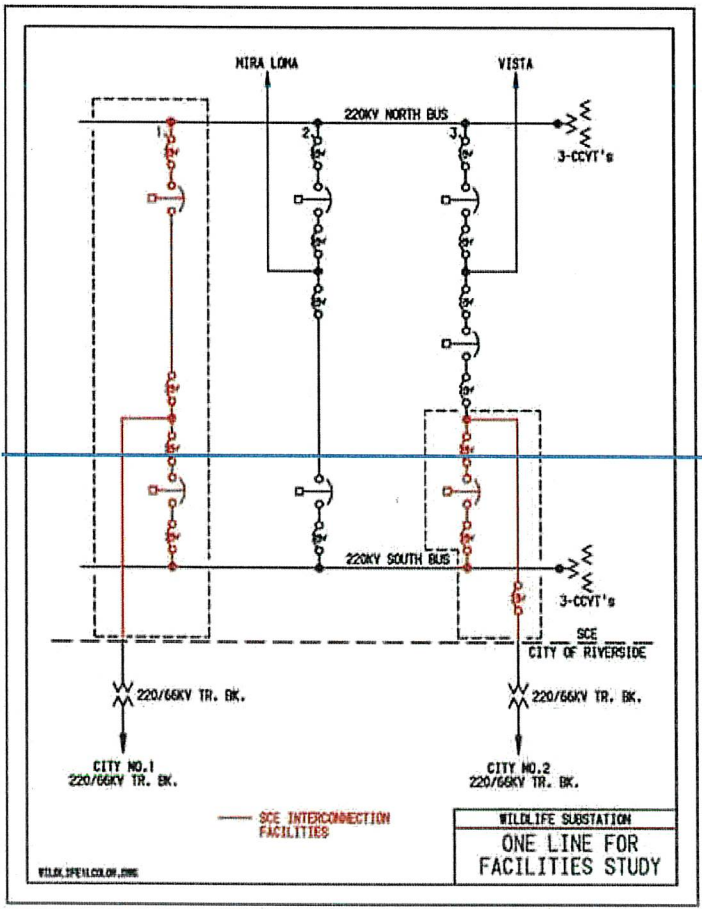 MIRA LOMA
VISTA
220KV NORTH BUS
1.
2.
3.
3-CCVT's
220KV SOUTH BUS
3-CCVT's
SCE
CITY OF RIVERSIDE
220/66KV TR. BK.
220/66KV TR. BK.
CITY NO.1
220/66KV TR. BK.
CITY NO.2
220/66KV TR. BK.
SCE INTERCONNECTION
FACILITIES
WILDLIFE SUBSTATION
ONE LINE FOR
FACILITIES STUDY